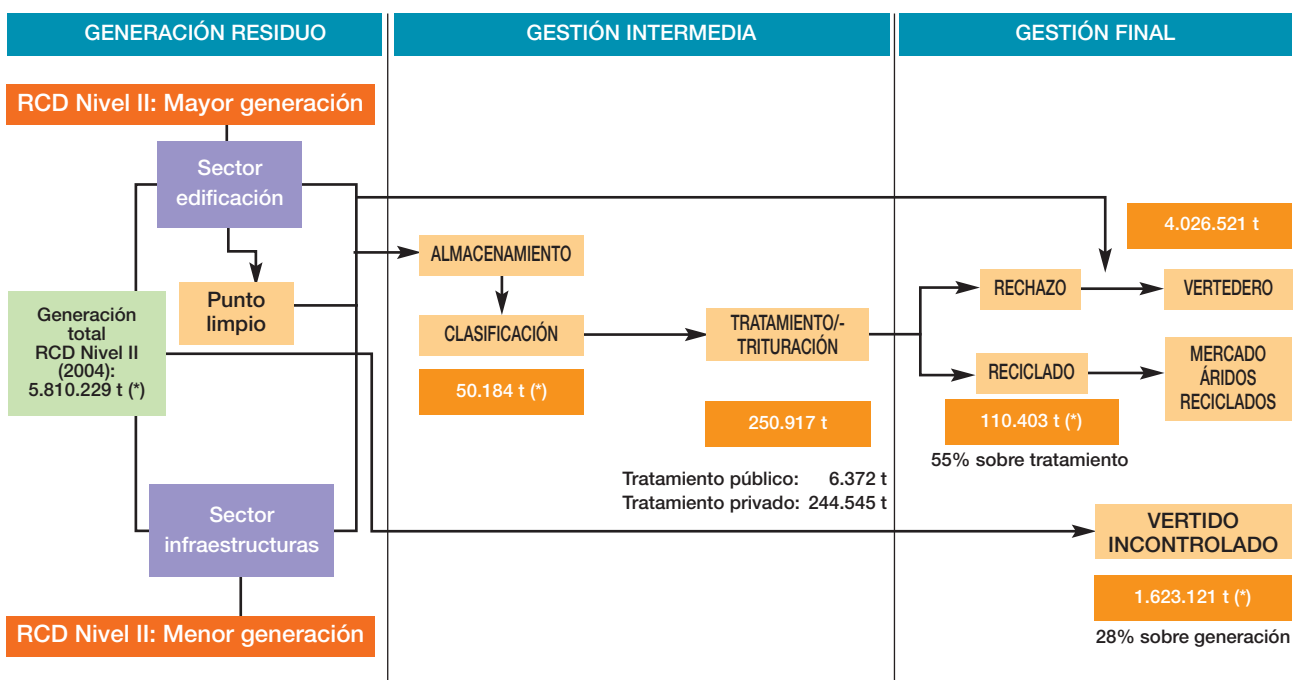 GENERACIÓN RESIDUO
GESTIÓN INTERMEDIA
GESTIÓN FINAL
RCD Nivel II: Mayor generación
Sector
edificación
Punto
limpio
Generación
total
RCD Nivel II
(2004):
5.810.229 t (*)
Sector
infraestructuras
RCD Nivel II: Menor generación
ALMACENAMIENTO
CLASIFICACIÓN
50.184 t (*)
TRATAMIENTO/-
TRITURACIÓN
250.917 t
Tratamiento público: 6.372 t
Tratamiento privado: 244.545 t
4.026.521 t
RECHAZO
VERTEDERO
RECICLADO
MERCADO
ÁRIDOS
RECICLADOS
110.403 t (*)
55% sobre tratamiento
VERTIDO
INCONTROLADO
1.623.121 t (*)
28% sobre generación